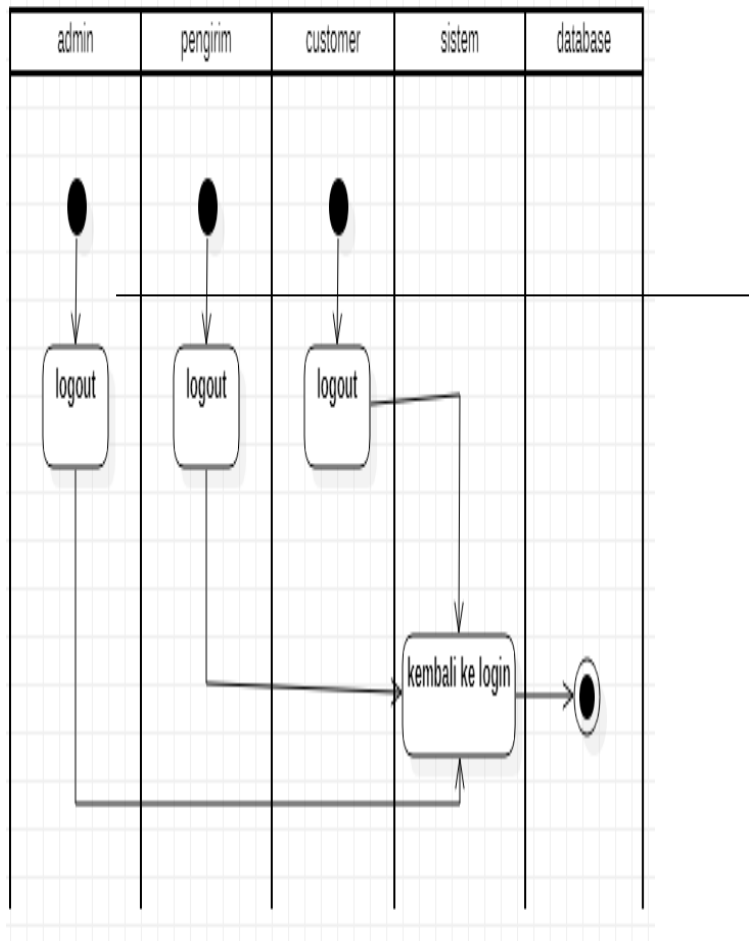 admin
pengirim
customer
sistem
database
logout
logout
logout
kembali ke login